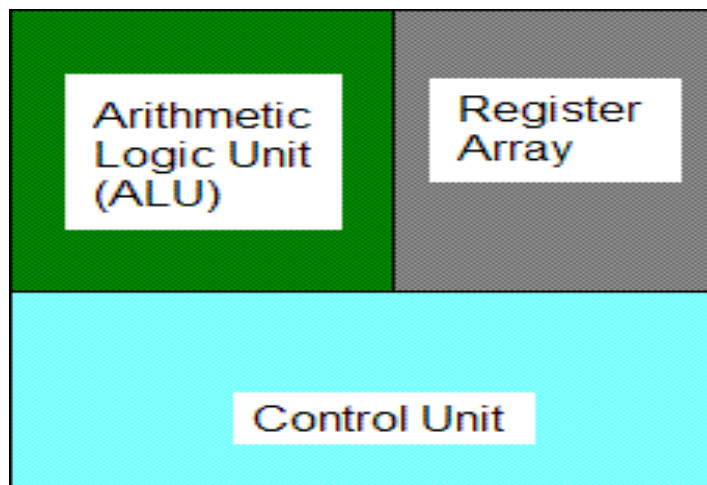 Arithmetic
Logic Unit
(ALU)
Register
Array
Control Unit